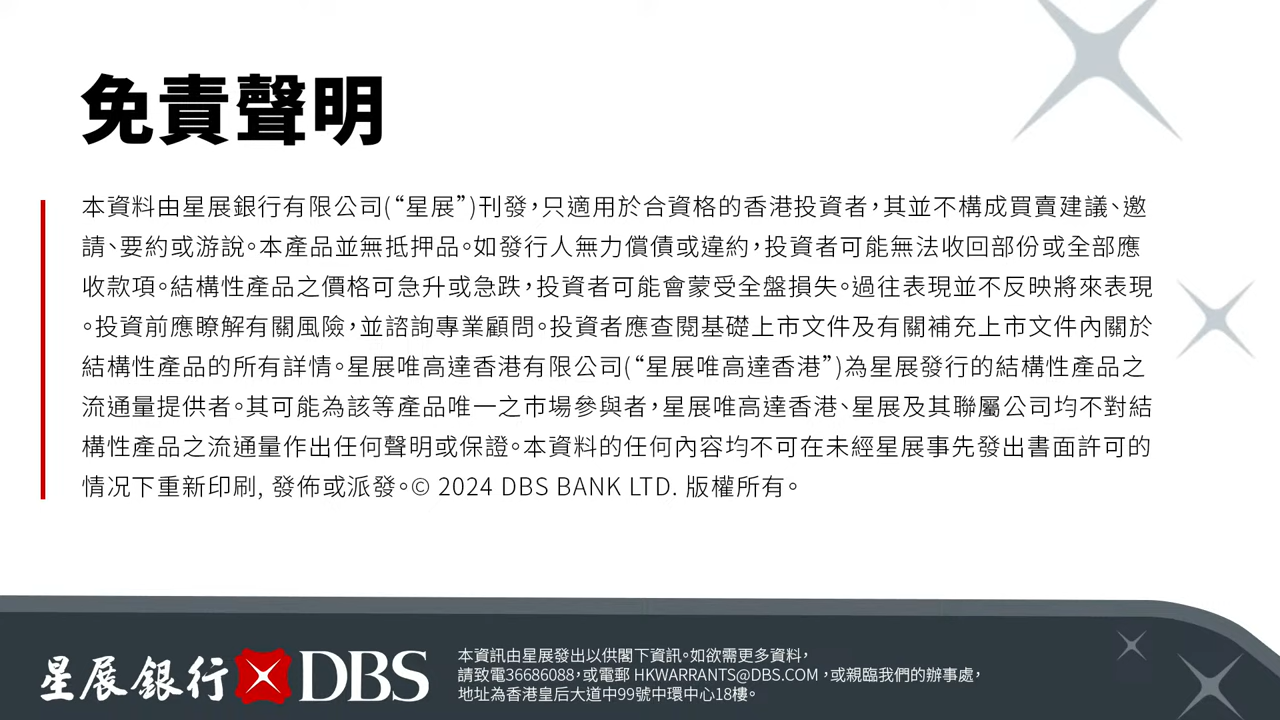 免責聲明
本資料由星展銀行有限公司(“星展”)刊發,只適用於合資格的香港投資者,其並不構成買賣建議、邀
請、要約或游說。本產品並無抵押品。如發行人無力償債或違約,投資者可能無法收回部份或全部應
收款項。結構性產品之價格可急升或急跌,投資者可能會蒙受全盤損失。過往表現並不反映將來表現
。投資前應瞭解有關風險,並諮詢專業顧問。投資者應查閱基礎上市文件及有關補充上市文件內關於
結構性產品的所有詳情。星展唯高達香港有限公司(“星展唯高達香港”)為星展發行的結構性產品之
流通量提供者。其可能為該等產品唯一之市場參與者,星展唯高達香港、星展及其聯屬公司均不對結
構性產品之流通量作出任何聲明或保證。本資料的任何內容均不可在未經星展事先發出書面許可的
情況下重新印刷, 發佈或派發。© 2024 DBS BANK LTD. 版權所有。
星展銀行 DBS
本資訊由星展發出以供閣下資訊。如欲需更多資料,
請致電36686088,或電郵 HKWARRANTS@DBS.COM ,或親臨我們的辦事處,
地址為香港皇后大道中99號中環中心18樓。